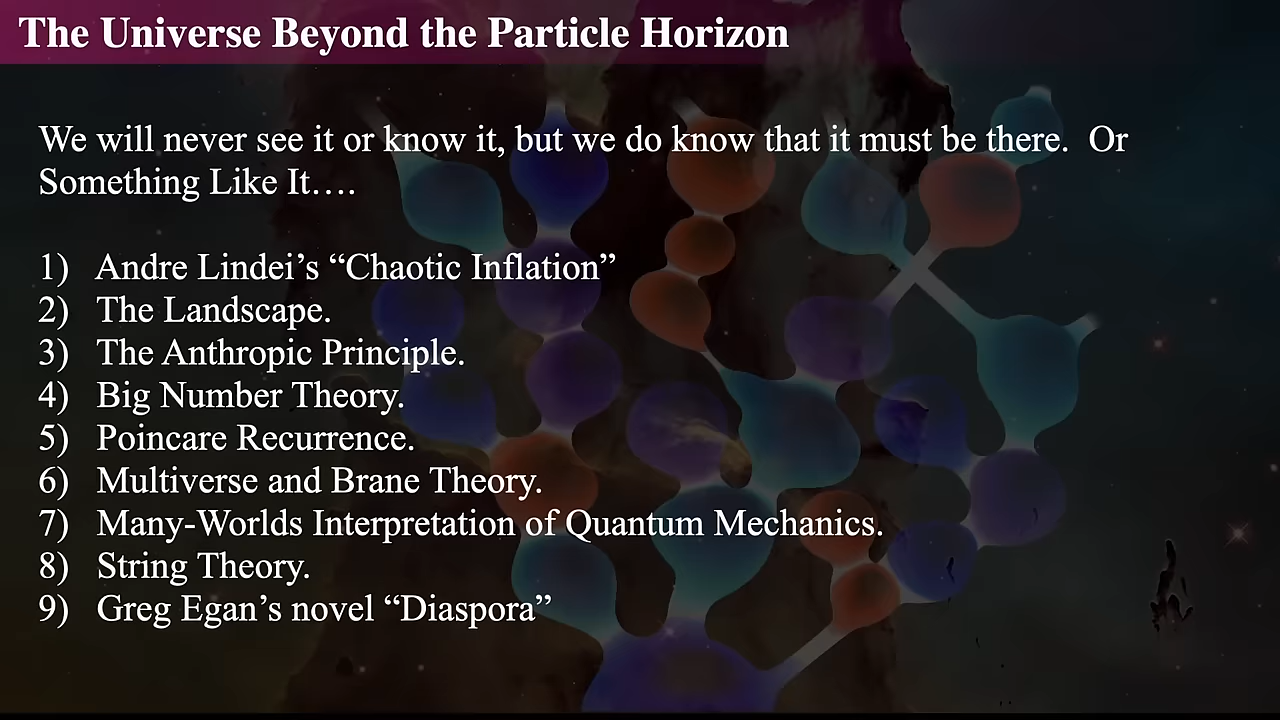 The Universe Beyond the Particle Horizon
We will never see it or know it, but we do know that it must be there.  Or
Something Like It….
1) Andre Lindei’s “Chaotic Inflation”
2) The Landscape.
3) The Anthropic Principle.
4) Big Number Theory.
5) Poincare Recurrence.
6) Multiverse and Brane Theory.
7) Many-Worlds Interpretation of Quantum Mechanics.
8) String Theory.
9) Greg Egan’s novel “Diaspora”